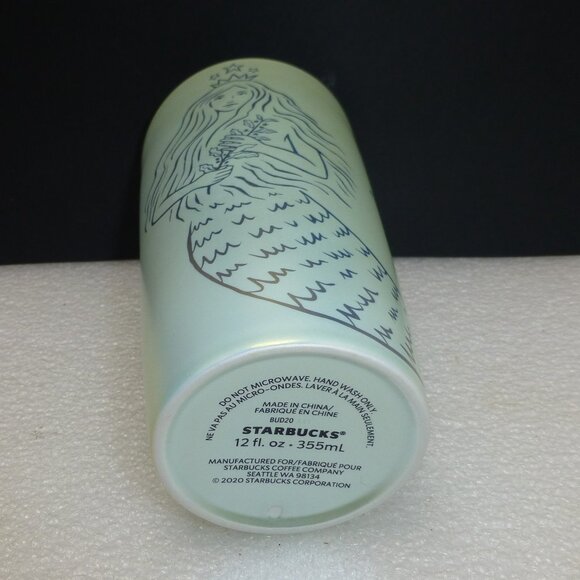 DO NOT MICROWAVE. HAND WASH ONLY.
NE VA PAS AU MICRO-ONDES. LAVER À LA MAIN SEULEMENT.
MADE IN CHINA/
FABRIQUÉ EN CHINE
BUD20
STARBUCKS®
12 fl. oz · 355mL
MANUFACTURED FOR/FABRIQUÉ POUR
STARBUCKS COFFEE COMPANY
SEATTLE WA 98134
© 2020 STARBUCKS CORPORATION